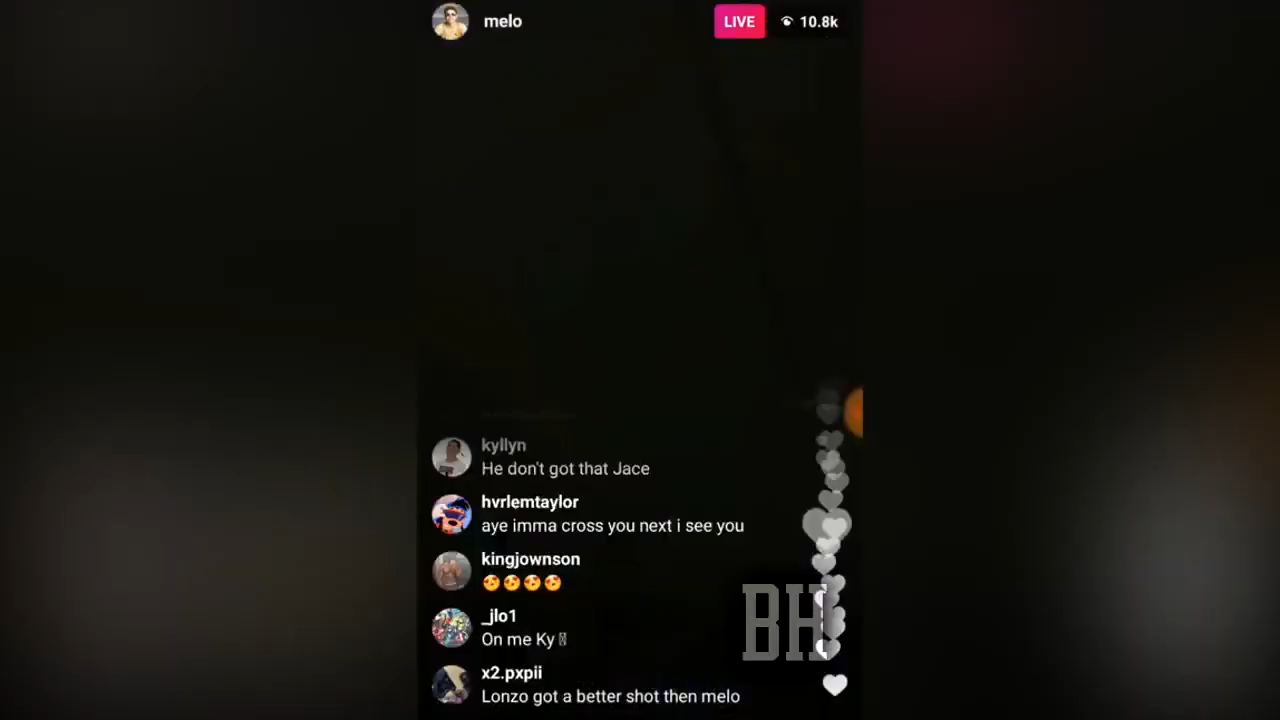 melo
LIVE
10.8k
kyllyn
He don't got that Jace
hvrlemtaylor
aye imma cross you next i see you
kingjownson
😍😍😍😍
_jlo1
On me Ky
x2.pxpii
Lonzo got a better shot then melo
BH